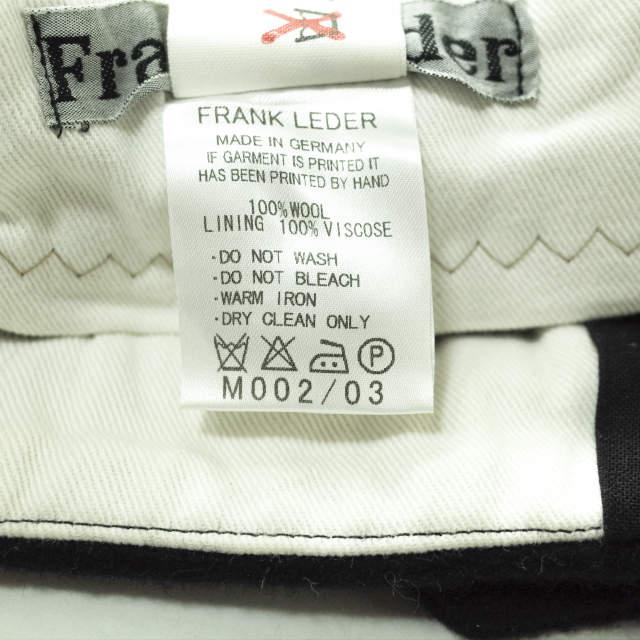 Fra der
FRANK LEDER
MADE IN GERMANY
IF GARMENT IS PRINTED IT
HAS BEEN PRINTED BY HAND
100%WOOL
LINING 100%VISCOSE
·DO NOT WASH
·DO NOT BLEACH
·WARM IRON
·DRY CLEAN ONLY
P
M002/03